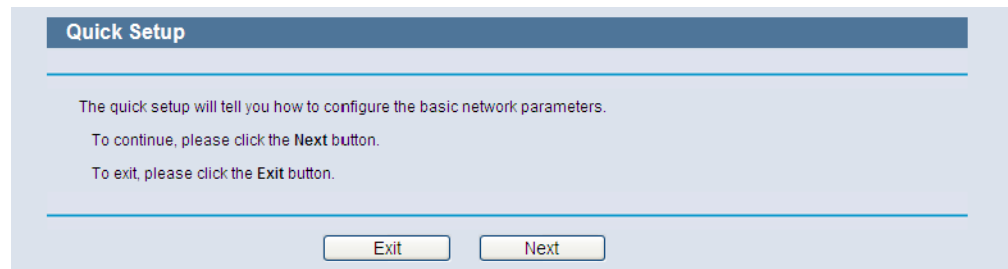 Quick Setup
The quick setup will tell you how to configure the basic network parameters.
To continue, please click the Next button.
To exit, please click the Exit button.
Exit Next